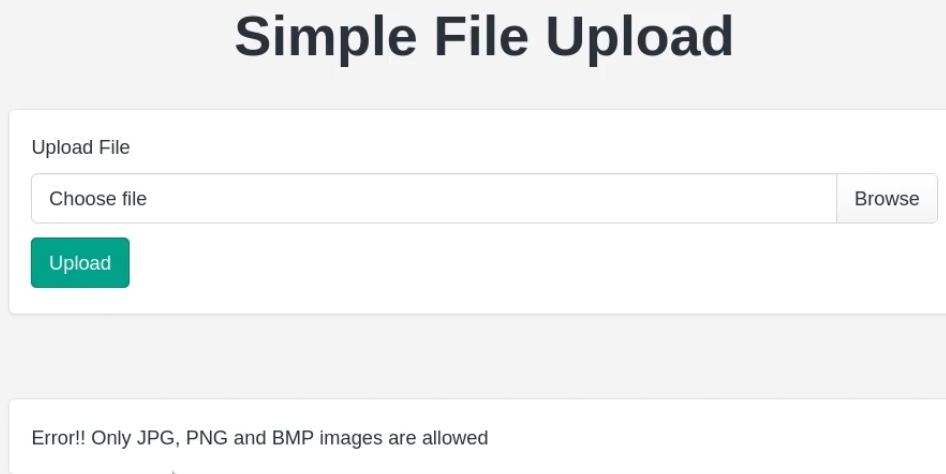 Simple File Upload
Upload File
Choose file
Browse
Upload
Error!! Only JPG, PNG and BMP images are allowed